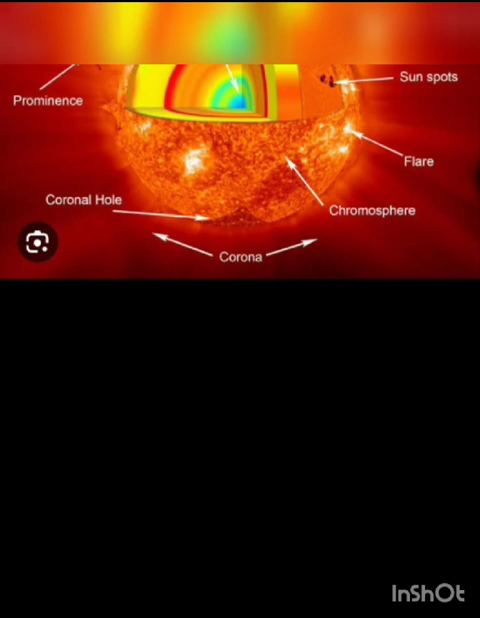 Sun spots
Prominence
Flare
Coronal Hole
Chromosphere
Corona
InShOt